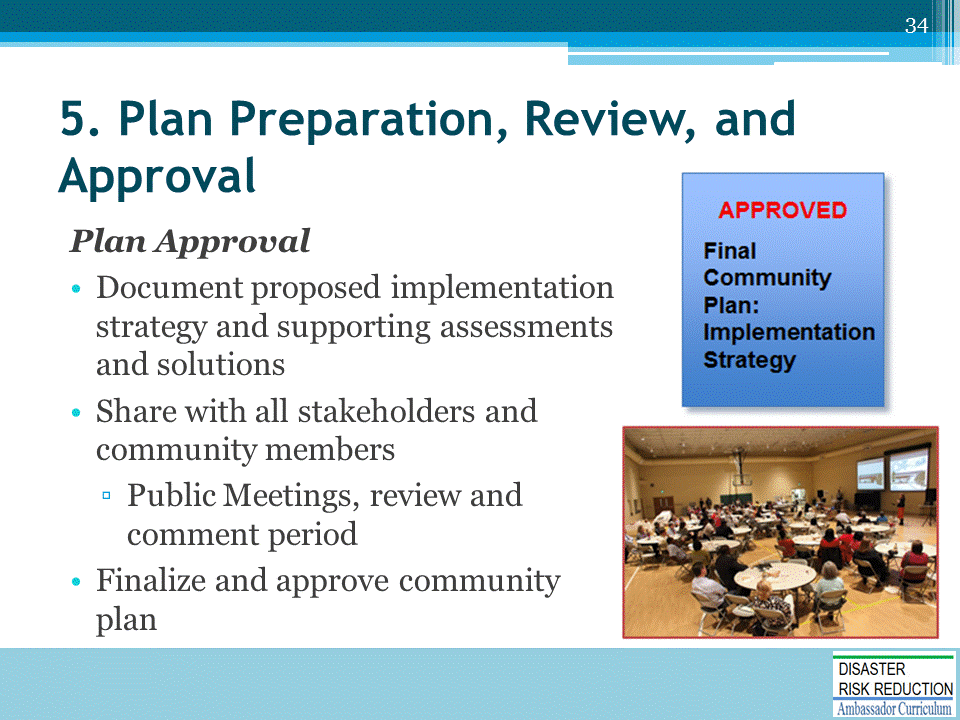 34
5. Plan Preparation, Review, and
Approval
Plan Approval
• Document proposed implementation
strategy and supporting assessments
and solutions
• Share with all stakeholders and
community members
▫ Public Meetings, review and
comment period
• Finalize and approve community
plan
APPROVED
Final
Community
Plan:
Implementation
Strategy
DISASTER
RISK REDUCTION
Ambassador Curriculum